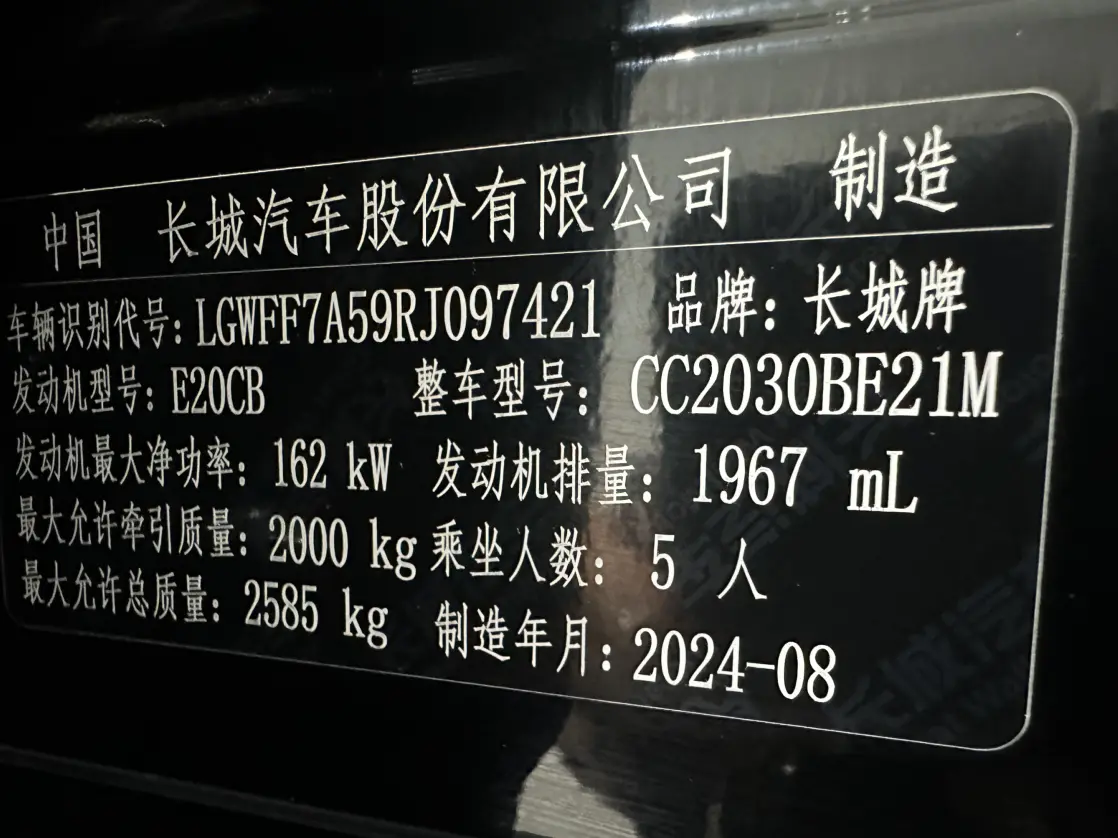 中国 长城汽车股份有限公司 制造
车辆识别代号：LGWFF7A59RJ097421 品牌：长城牌
发动机型号：E20CB 整车型号：CC2030BE21M
发动机最大净功率：162 kW 发动机排量：1967 mL
最大允许牵引质量：2000 kg 乘坐人数：5 人
最大允许总质量：2585 kg 制造年月：2024-08